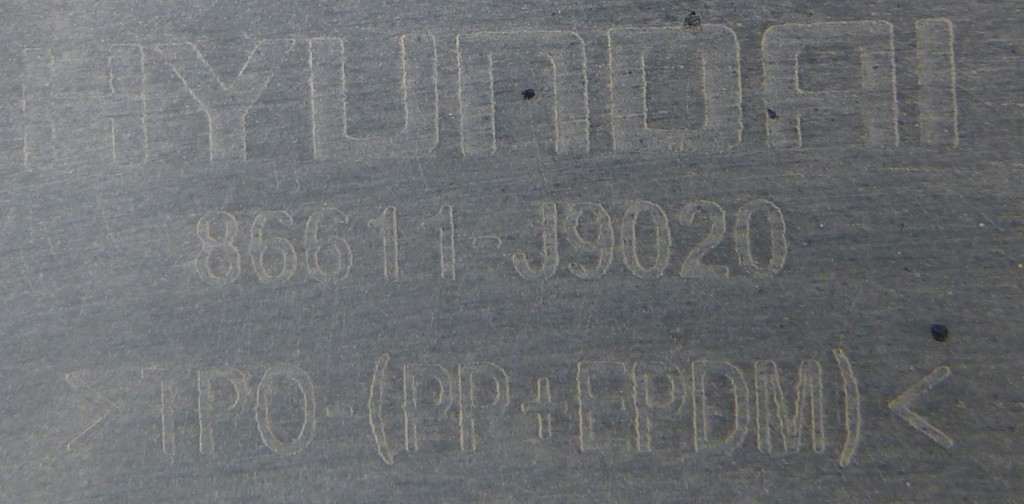 HYUNDAI
86611-J9020
>TPO-(PP+EPDM)<